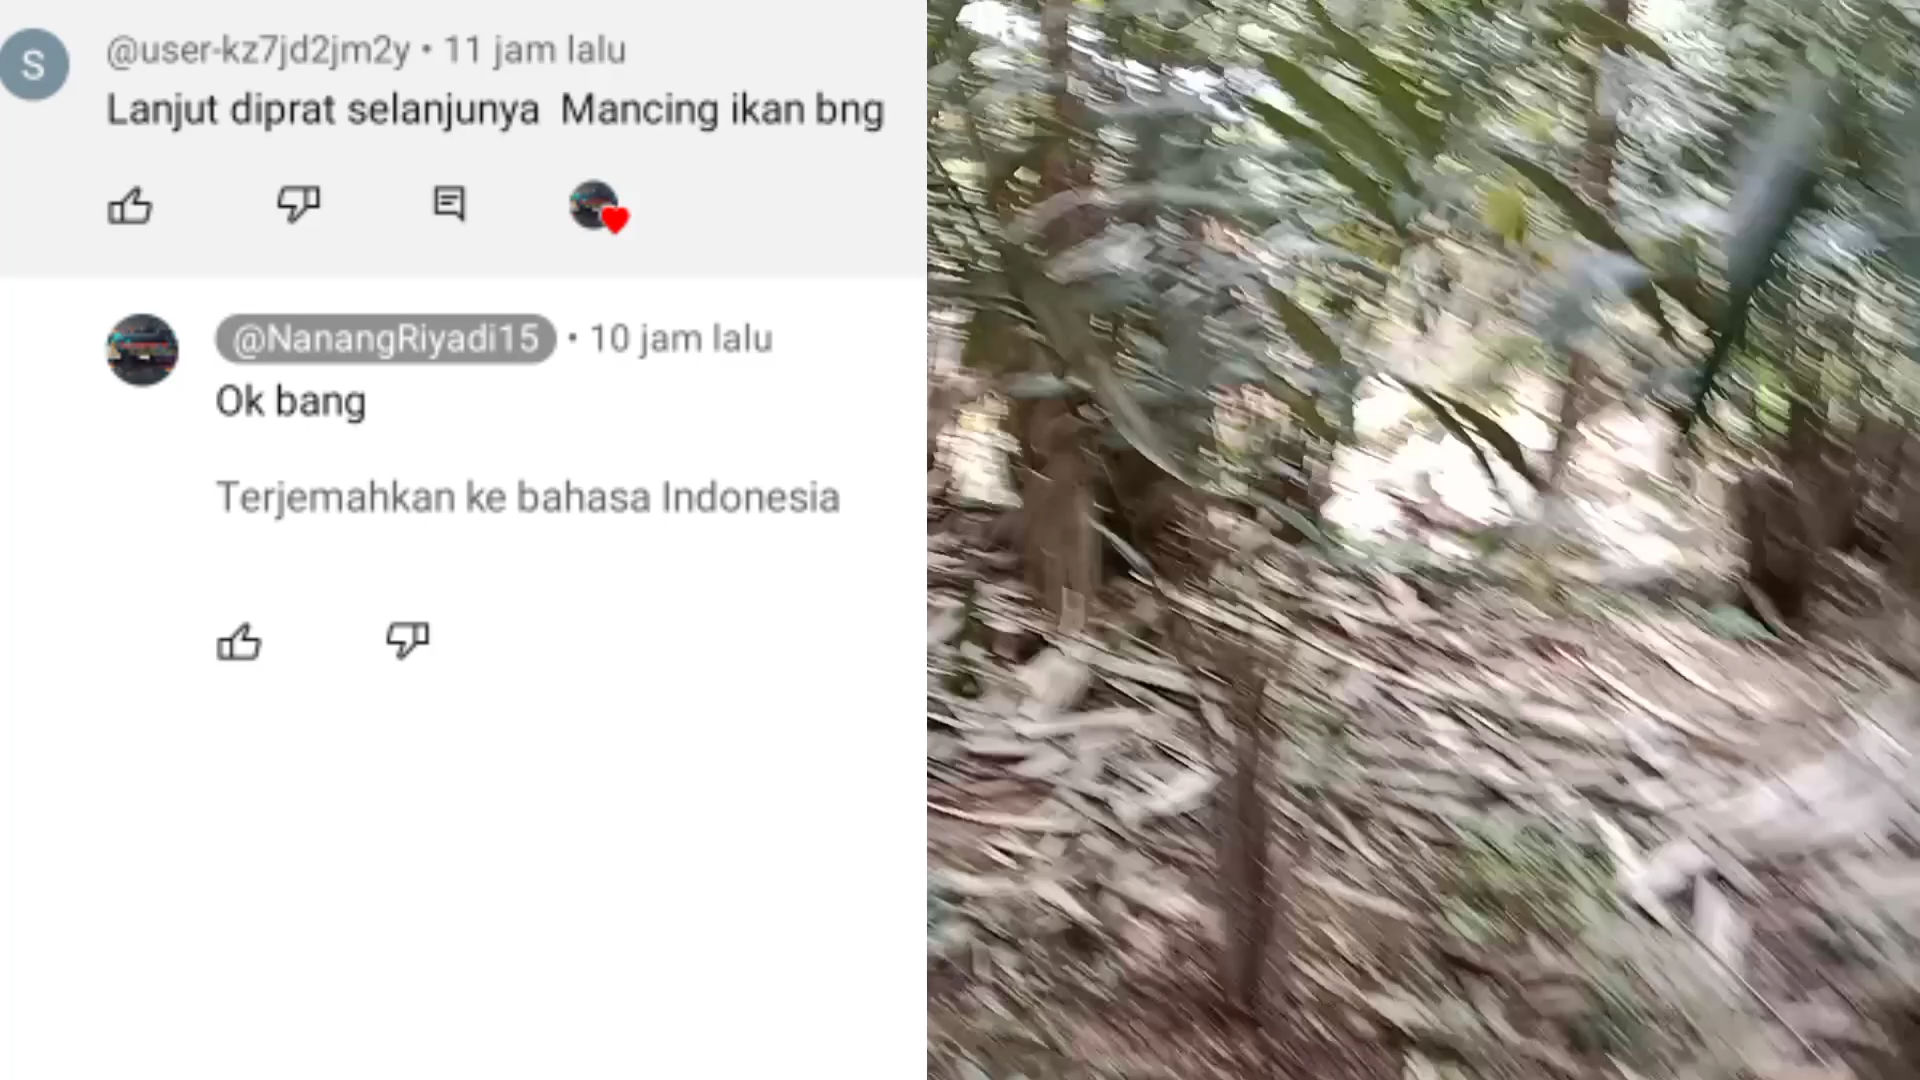 S
@user-kz7jd2jm2y • 11 jam lalu
Lanjut diprat selanjunya Mancing ikan bng
@NanangRiyadi15 • 10 jam lalu
Ok bang
Terjemahkan ke bahasa Indonesia